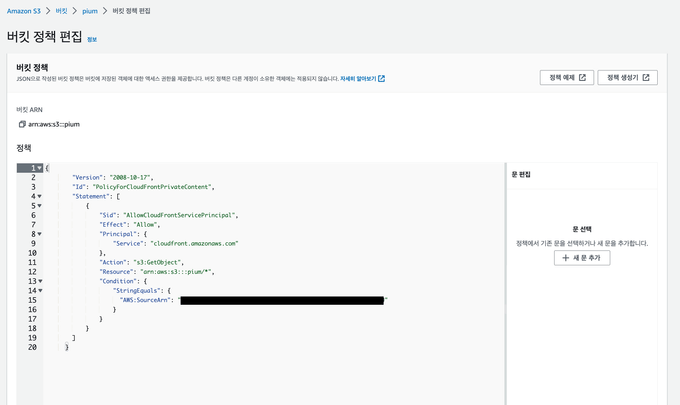 Amazon S3 > 버킷 > pium > 버킷 정책 편집
버킷 정책 편집 정보
버킷 정책
JSON으로 작성된 버킷 정책은 버킷에 저장된 객체에 대한 액세스 권한을 제공합니다. 버킷 정책은 다른 계정이 소유한 객체에는 적용되지 않습니다. 자세히 알아보기
정책 예제
정책 생성기
버킷 ARN
arn:aws:s3:::pium
정책
1 {
2 "Version": "2008-10-17",
3 "Id": "PolicyForCloudFrontPrivateContent",
4 "Statement": [
5 {
6 "Sid": "AllowCloudFrontServicePrincipal",
7 "Effect": "Allow",
8 "Principal": {
9 "Service": "cloudfront.amazonaws.com"
10 },
11 "Action": "s3:GetObject",
12 "Resource": "arn:aws:s3:::pium/*",
13 "Condition": {
14 "StringEquals": {
15 "AWS:SourceArn": " "
16 }
17 }
18 }
19 ]
20 }
문 편집
문 선택
정책에서 기존 문을 선택하거나 새 문을 추가합니다.
+ 새 문 추가